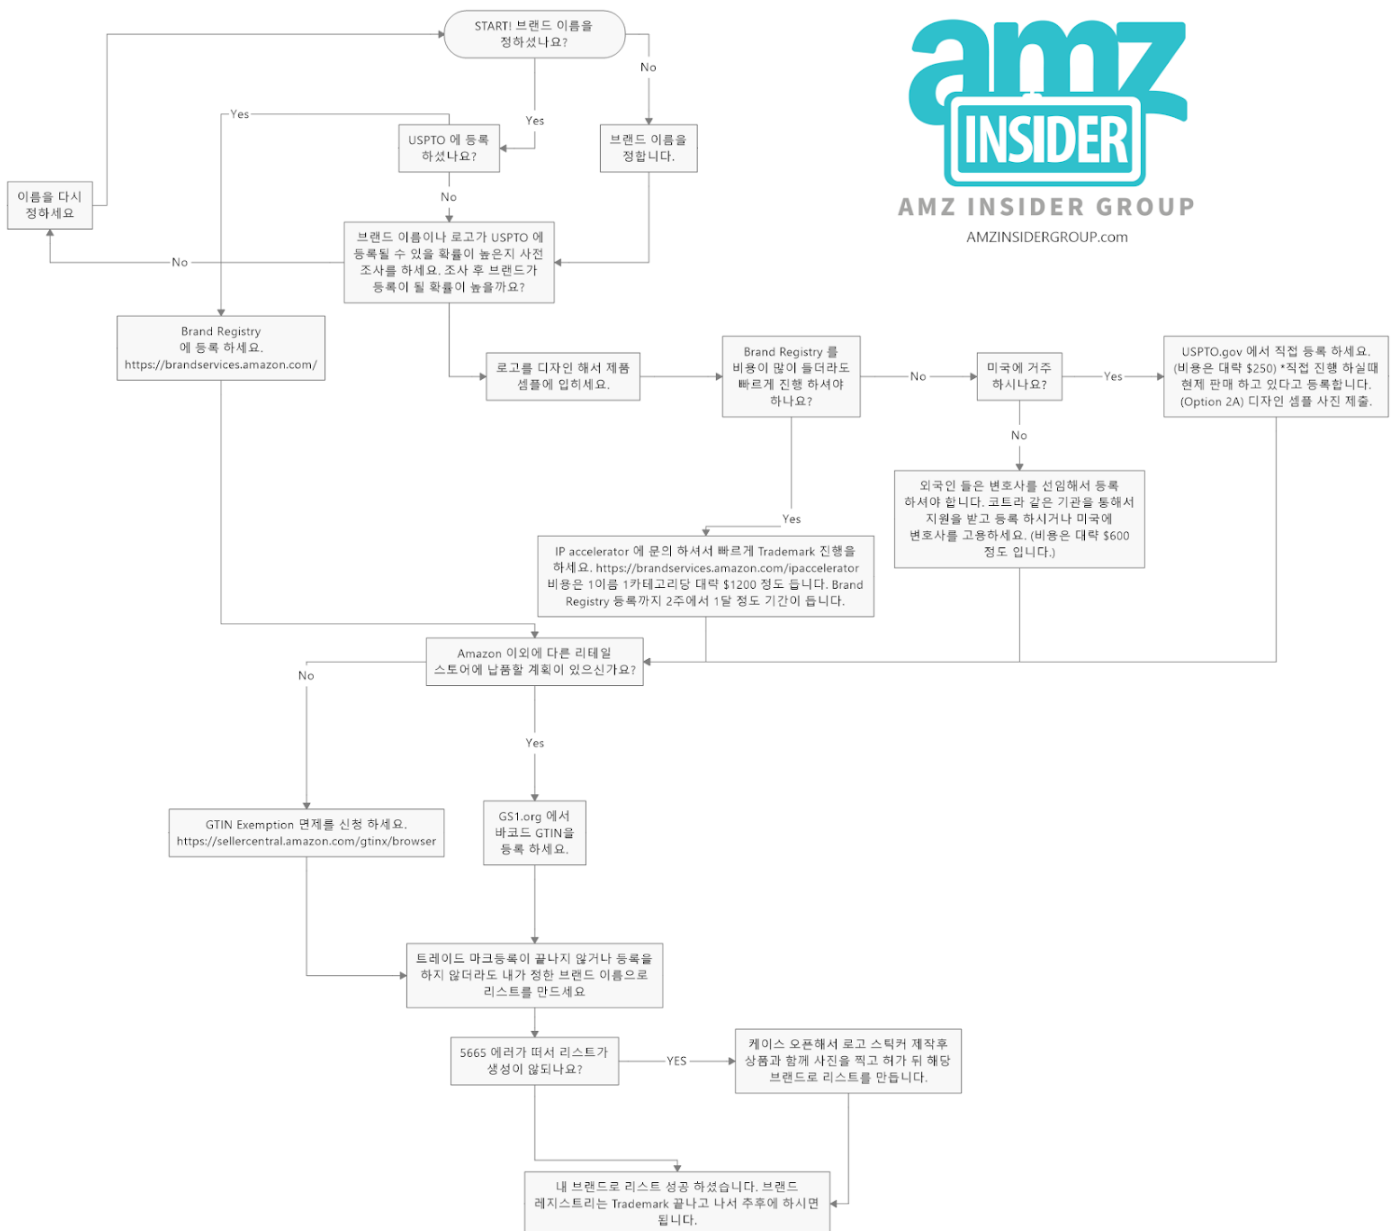 START! 브랜드 이름을
정하셨나요?
amz
INSIDER
AMZ INSIDER GROUP
AMZINSIDERGROUP.com
No
Yes
Yes
USPTO 에 등록
하셨나요?
브랜드 이름을
정합니다.
이름을 다시
정하세요
No
브랜드 이름이나 로고가 USPTO 에
등록될 수 있을 확률이 높은지 사전
조사를 하세요. 조사 후 브랜드가
등록이 될 확률이 높을까요?
No
Brand Registry
에 등록 하세요.
https://brandservices.amazon.com/
로고를 디자인 해서 제품
셈플에 입히세요.
Brand Registry 를
비용이 많이 들더라도
빠르게 진행 하셔야
하나요?
No
미국에 거주
하시나요?
Yes
USPTO.gov 에서 직접 등록 하세요.
(비용은 대략 $250) *직접 진행 하실때
현제 판매 하고 있다고 등록합니다.
(Option 2A) 디자인 셈플 사진 제출.
No
외국인 들은 변호사를 선임해서 등록
하셔야 합니다. 코트라 같은 기관을 통해서
지원을 받고 등록 하시거나 미국에
변호사를 고용하세요. (비용은 대략 $600
정도 입니다.)
Yes
IP accelerator 에 문의 하셔서 빠르게 Trademark 진행을
하세요. https://brandservices.amazon.com/ipaccelerator
비용은 1이름 1카테고리당 대략 $1200 정도 듭니다. Brand
Registry 등록까지 2주에서 1달 정도 기간이 듭니다.
Amazon 이외에 다른 리테일
스토어에 납품할 계획이 있으신가요?
No
Yes
GTIN Exemption 면제를 신청 하세요.
https://sellercentral.amazon.com/gtinx/browser
GS1.org 에서
바코드 GTIN을
등록 하세요.
트레이드 마크등록이 끝나지 않거나 등록을
하지 않더라도 내가 정한 브랜드 이름으로
리스트를 만드세요
5665 에러가 떠서 리스트가
생성이 않되나요?
YES
케이스 오픈해서 로고 스틱커 제작후
상품과 함께 사진을 찍고 허가 뒤 해당
브랜드로 리스트를 만듭니다.
내 브랜드로 리스트 성공 하셨습니다. 브랜드
레지스트리는 Trademark 끝나고 나서 추후에 하시면
됩니다.